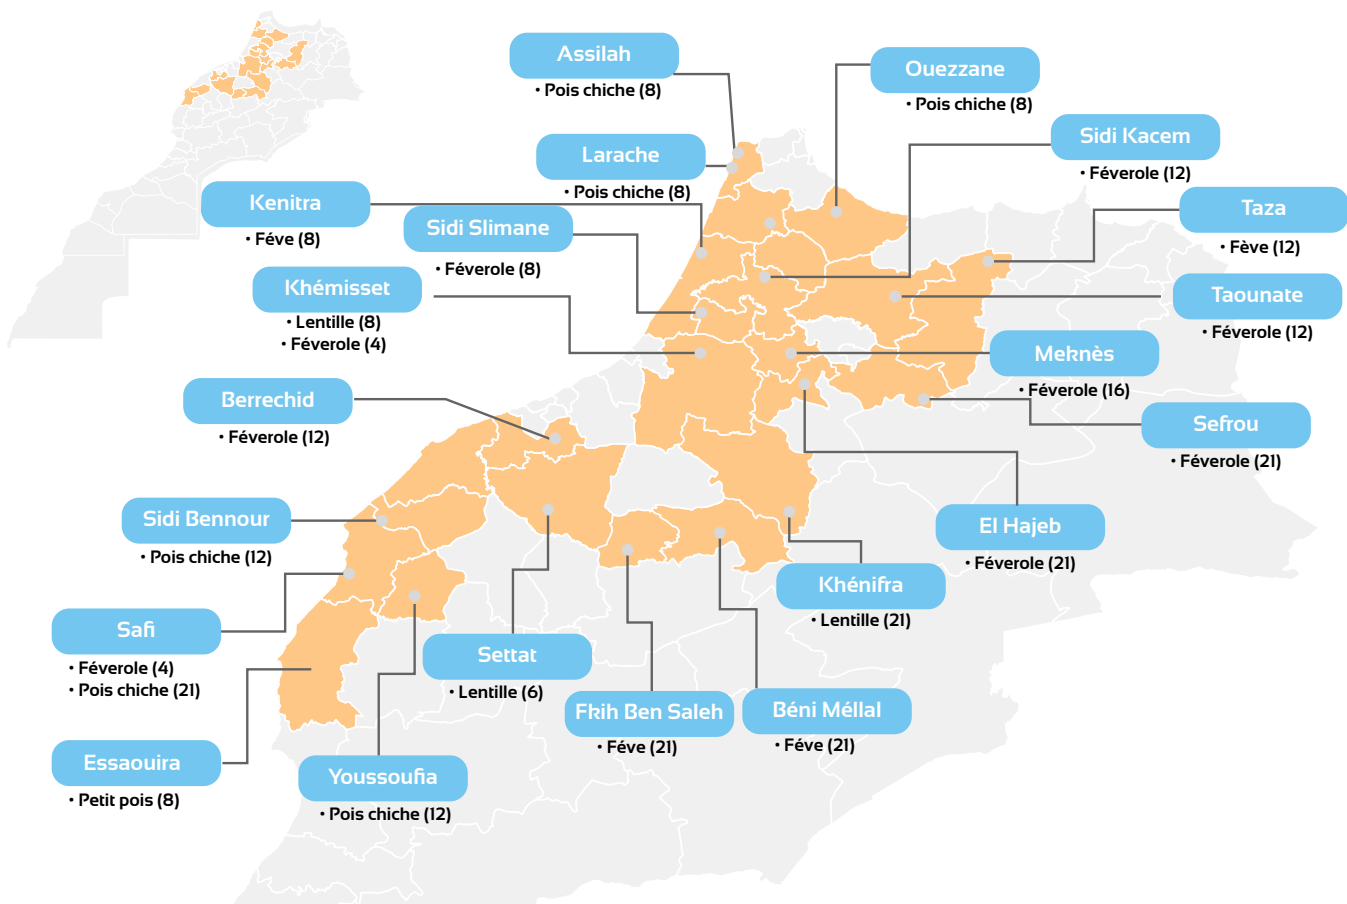 Assilah
• Pois chiche (8)
Ouezzane
• Pois chiche (8)
Sidi Kacem
• Féverole (12)
Larache
• Pois chiche (8)
Kenitra
• Féve (8)
Sidi Slimane
• Féverole (8)
Taza
• Fève (12)
Khémisset
• Lentille (8)
• Féverole (4)
Taounate
• Féverole (12)
Meknès
• Féverole (16)
Berrechid
• Féverole (12)
Sefrou
• Féverole (21)
Sidi Bennour
• Pois chiche (12)
El Hajeb
• Féverole (21)
Khénifra
• Lentille (21)
Safi
• Féverole (4)
• Pois chiche (21)
Settat
• Lentille (6)
Fkih Ben Saleh
• Féve (21)
Béni Méllal
• Féve (21)
Essaouira
• Petit pois (8)
Youssoufia
• Pois chiche (12)